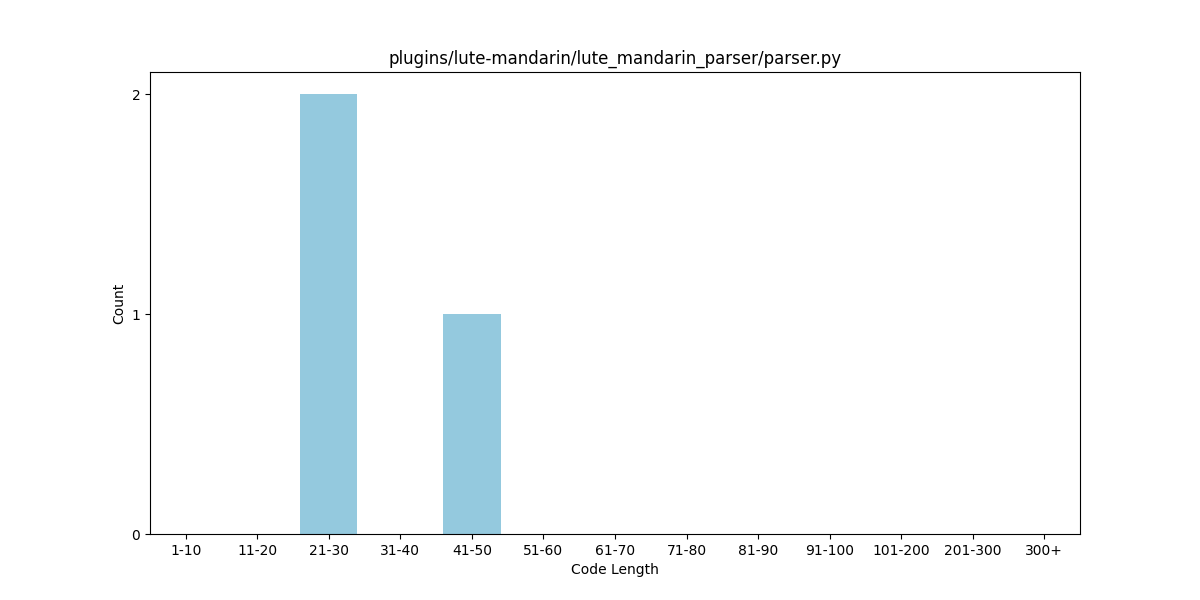 plugins/lute-mandarin/lute_mandarin_parser/parser.py
2
1
0
Count
1-10 11-20 21-30 31-40 41-50 51-60 61-70 71-80 81-90 91-100 101-200 201-300 300+
Code Length